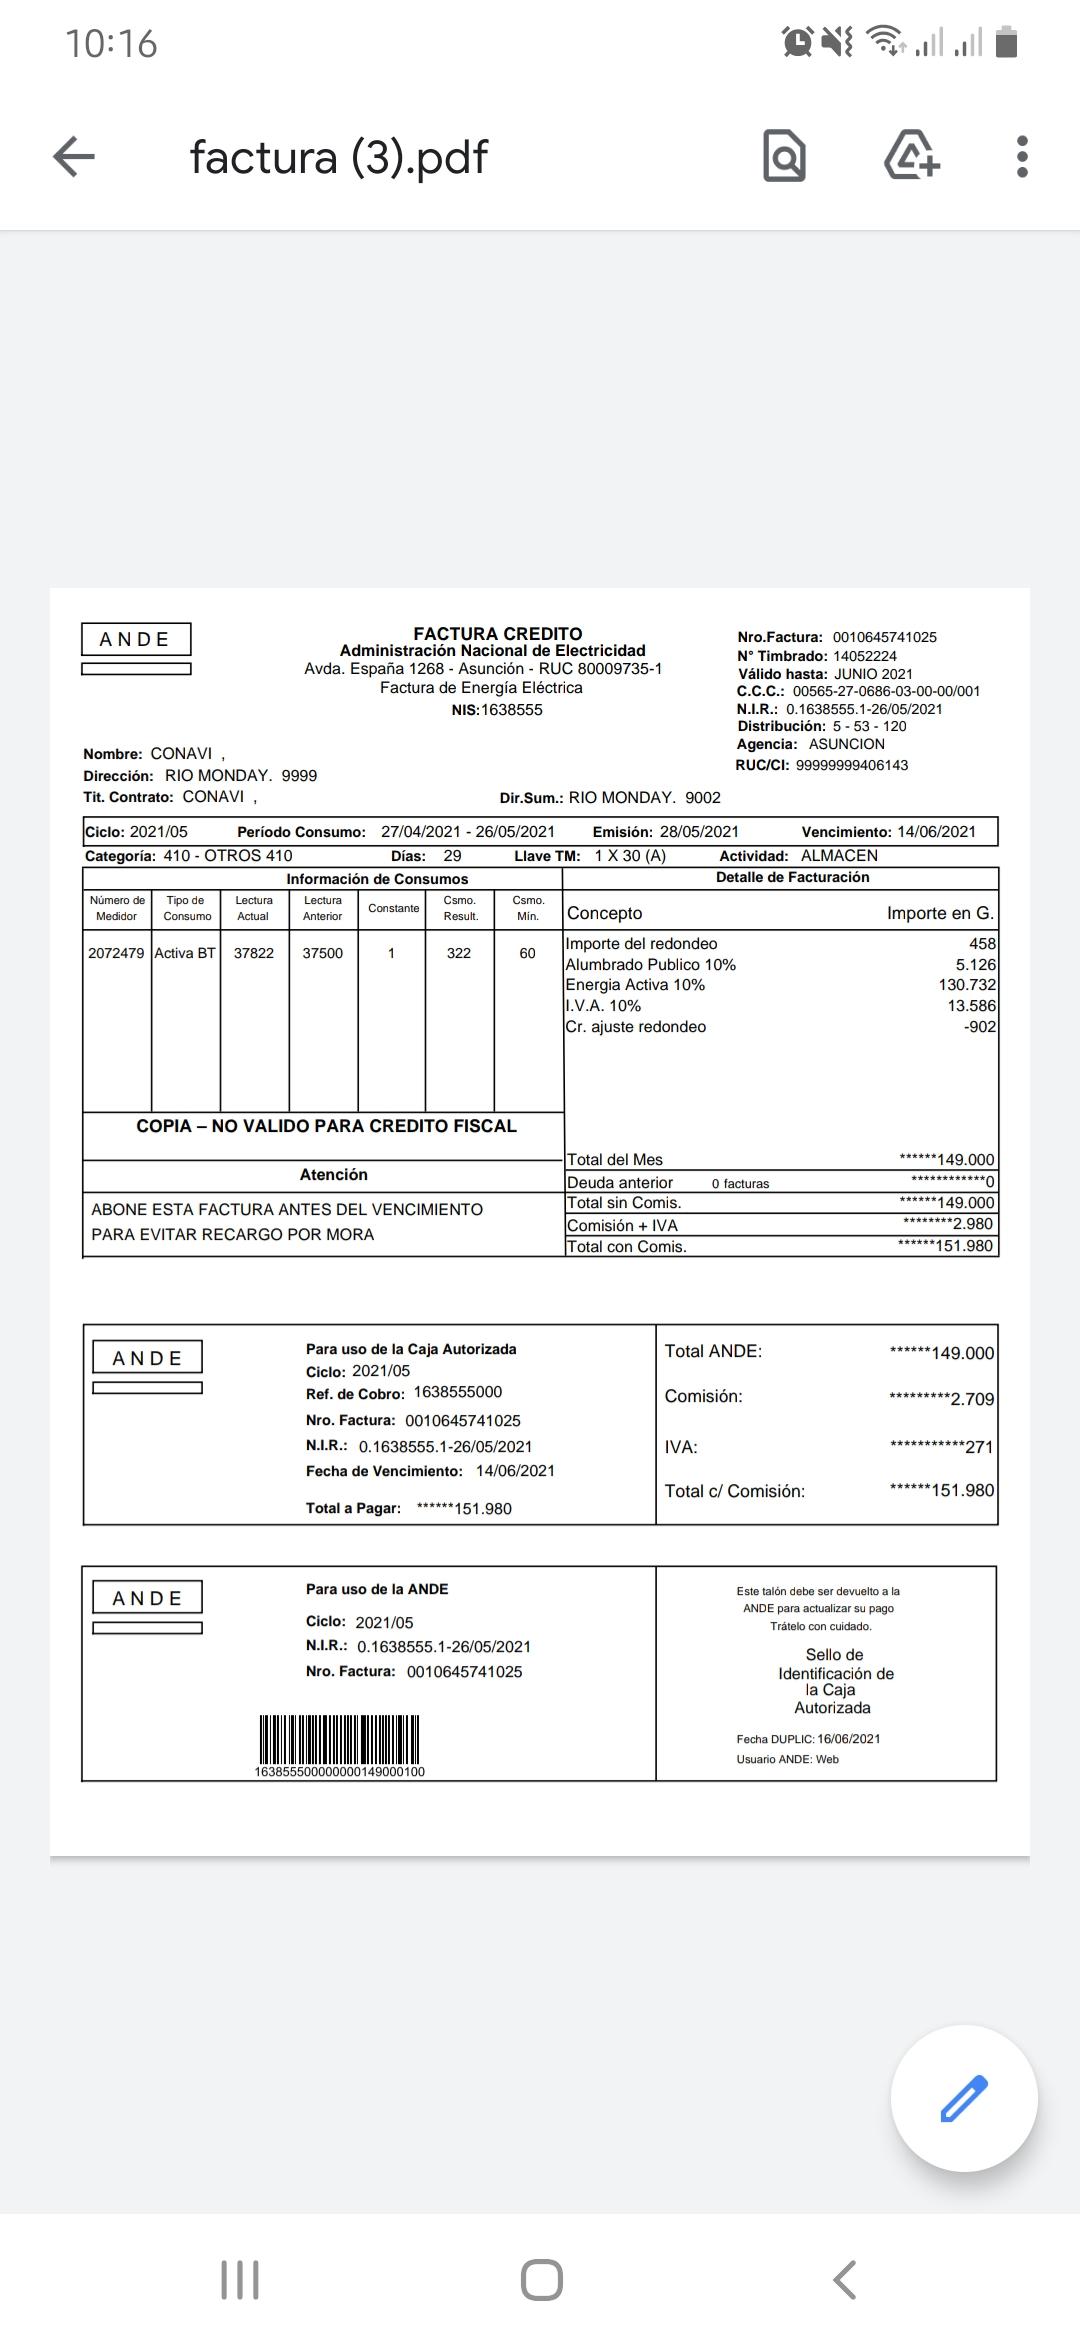 10:16
factura (3).pdf
ANDE
FACTURA CREDITO
Administración Nacional de Electricidad
Avda. España 1268 - Asunción - RUC 80009735-1
Factura de Energía Eléctrica
NIS:1638555
Nro.Factura: 0010645741025
N° Timbrado: 14052224
Válido hasta: JUNIO 2021
C.C.C.: 00565-27-0686-03-00-00/001
N.I.R.: 0.1638555.1-26/05/2021
Distribución: 5 - 53 - 120
Agencia: ASUNCION
RUC/CI: 99999999406143
Nombre: CONAVI ,
Dirección: RIO MONDAY. 9999
Tit. Contrato: CONAVI , Dir.Sum.: RIO MONDAY. 9002
Ciclo: 2021/05 Período Consumo: 27/04/2021 - 26/05/2021 Emisión: 28/05/2021 Vencimiento: 14/06/2021
Categoría: 410 - OTROS 410 Días: 29 Llave TM: 1 X 30 (A) Actividad: ALMACEN
Información de Consumos
Número de Medidor Tipo de Consumo Lectura Actual Lectura Anterior Constante Csmo. Result. Csmo. Mín.
2072479 Activa BT 37822 37500 1 322 60
Detalle de Facturación
Concepto Importe en G.
Importe del redondeo 458
Alumbrado Publico 10% 5.126
Energia Activa 10% 130.732
I.V.A. 10% 13.586
Cr. ajuste redondeo -902
COPIA – NO VALIDO PARA CREDITO FISCAL
Atención
ABONE ESTA FACTURA ANTES DEL VENCIMIENTO
PARA EVITAR RECARGO POR MORA
Total del Mes ******149.000
Deuda anterior 0 facturas ************0
Total sin Comis. ******149.000
Comisión + IVA ********2.980
Total con Comis. ******151.980
ANDE
Para uso de la Caja Autorizada
Ciclo: 2021/05
Ref. de Cobro: 1638555000
Nro. Factura: 0010645741025
N.I.R.: 0.1638555.1-26/05/2021
Fecha de Vencimiento: 14/06/2021
Total a Pagar: ******151.980
Total ANDE: ******149.000
Comisión: *********2.709
IVA: ***********271
Total c/ Comisión: ******151.980
ANDE
Para uso de la ANDE
Ciclo: 2021/05
N.I.R.: 0.1638555.1-26/05/2021
Nro. Factura: 0010645741025
163855500000000149000100
Este talón debe ser devuelto a la
ANDE para actualizar su pago
Trátelo con cuidado.
Sello de
Identificación de
la Caja
Autorizada
Fecha DUPLIC: 16/06/2021
Usuario ANDE: Web